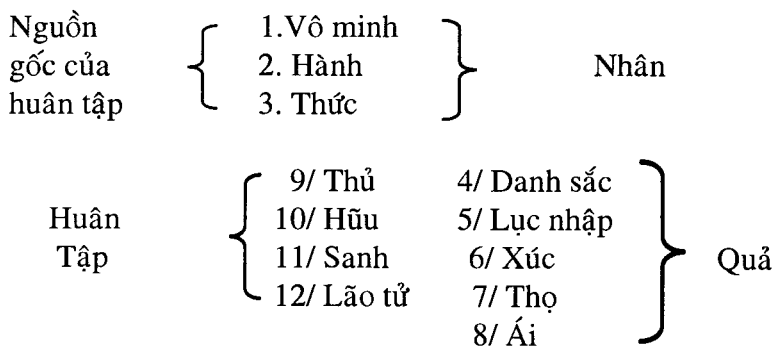 Nguồn 1.Vô minh
gốc của 2. Hành Nhân
huân tập 3. Thức
9/ Thủ 4/ Danh sắc
Huân 10/ Hữu 5/ Lục nhập
Tập 11/ Sanh 6/ Xúc Quả
12/ Lão tử 7/ Thọ
8/ Ái